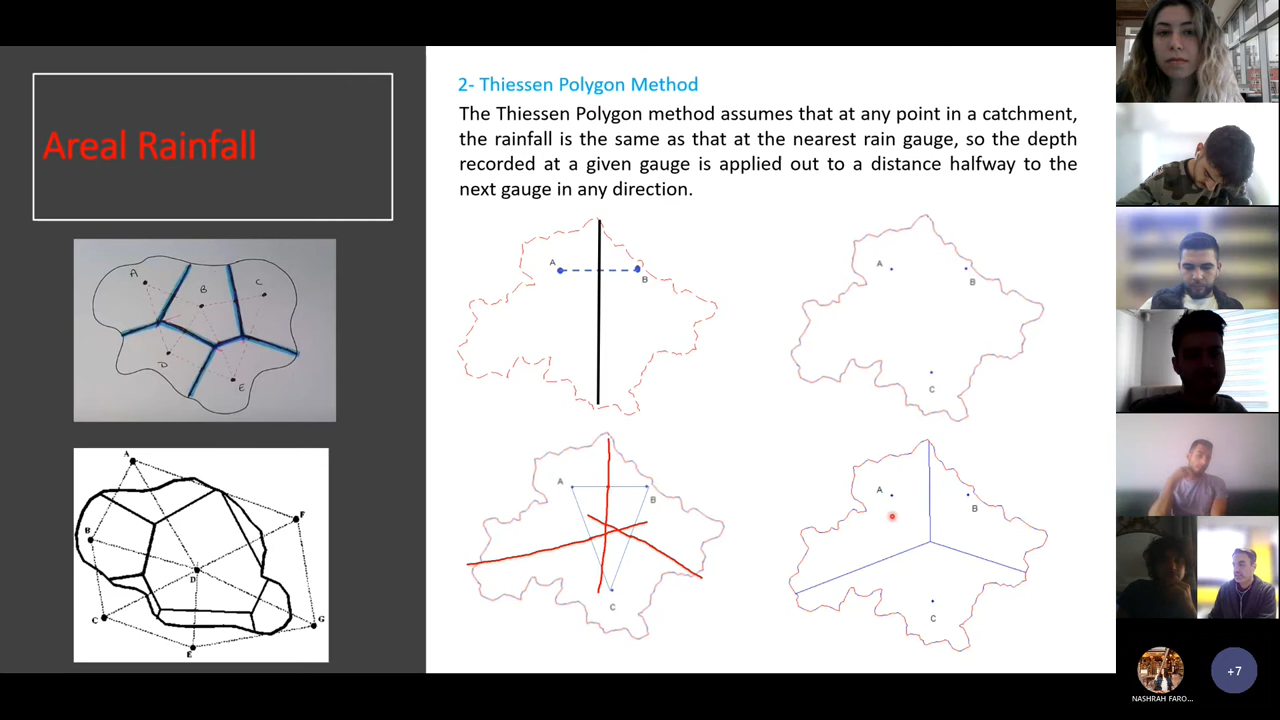 Areal Rainfall
2- Thiessen Polygon Method
The Thiessen Polygon method assumes that at any point in a catchment,
the rainfall is the same as that at the nearest rain gauge, so the depth
recorded at a given gauge is applied out to a distance halfway to the
next gauge in any direction.
A
B
C
D
E
A
B
C
D
E
F
G
A
B
A
B
C
A
B
C
A
B
C
NASHRAH FARO...
+7